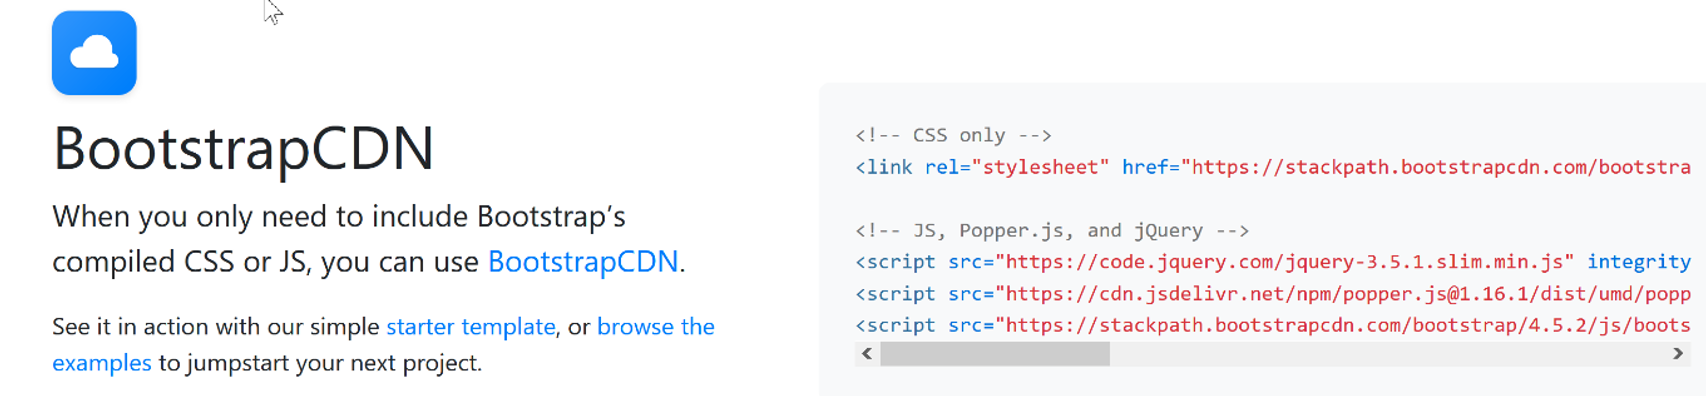 BootstrapCDN
When you only need to include Bootstrap’s
compiled CSS or JS, you can use BootstrapCDN.
See it in action with our simple starter template, or browse the
examples to jumpstart your next project.
<!-- CSS only -->
<link rel="stylesheet" href="https://stackpath.bootstrapcdn.com/bootstra
<!-- JS, Popper.js, and jQuery -->
<script src="https://code.jquery.com/jquery-3.5.1.slim.min.js" integrity
<script src="https://cdn.jsdelivr.net/npm/popper.js@1.16.1/dist/umd/popp
<script src="https://stackpath.bootstrapcdn.com/bootstrap/4.5.2/js/boots